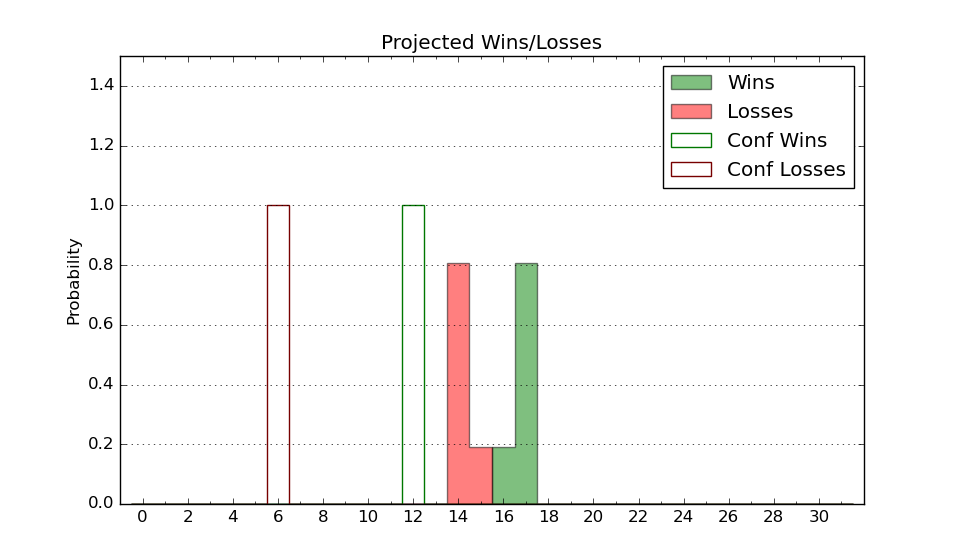 Projected Wins/Losses
Wins
Losses
Conf Wins
Conf Losses
Probability
1.4
1.2
1.0
0.8
0.6
0.4
0.2
0.0
0 2 4 6 8 10 12 14 16 18 20 22 24 26 28 30